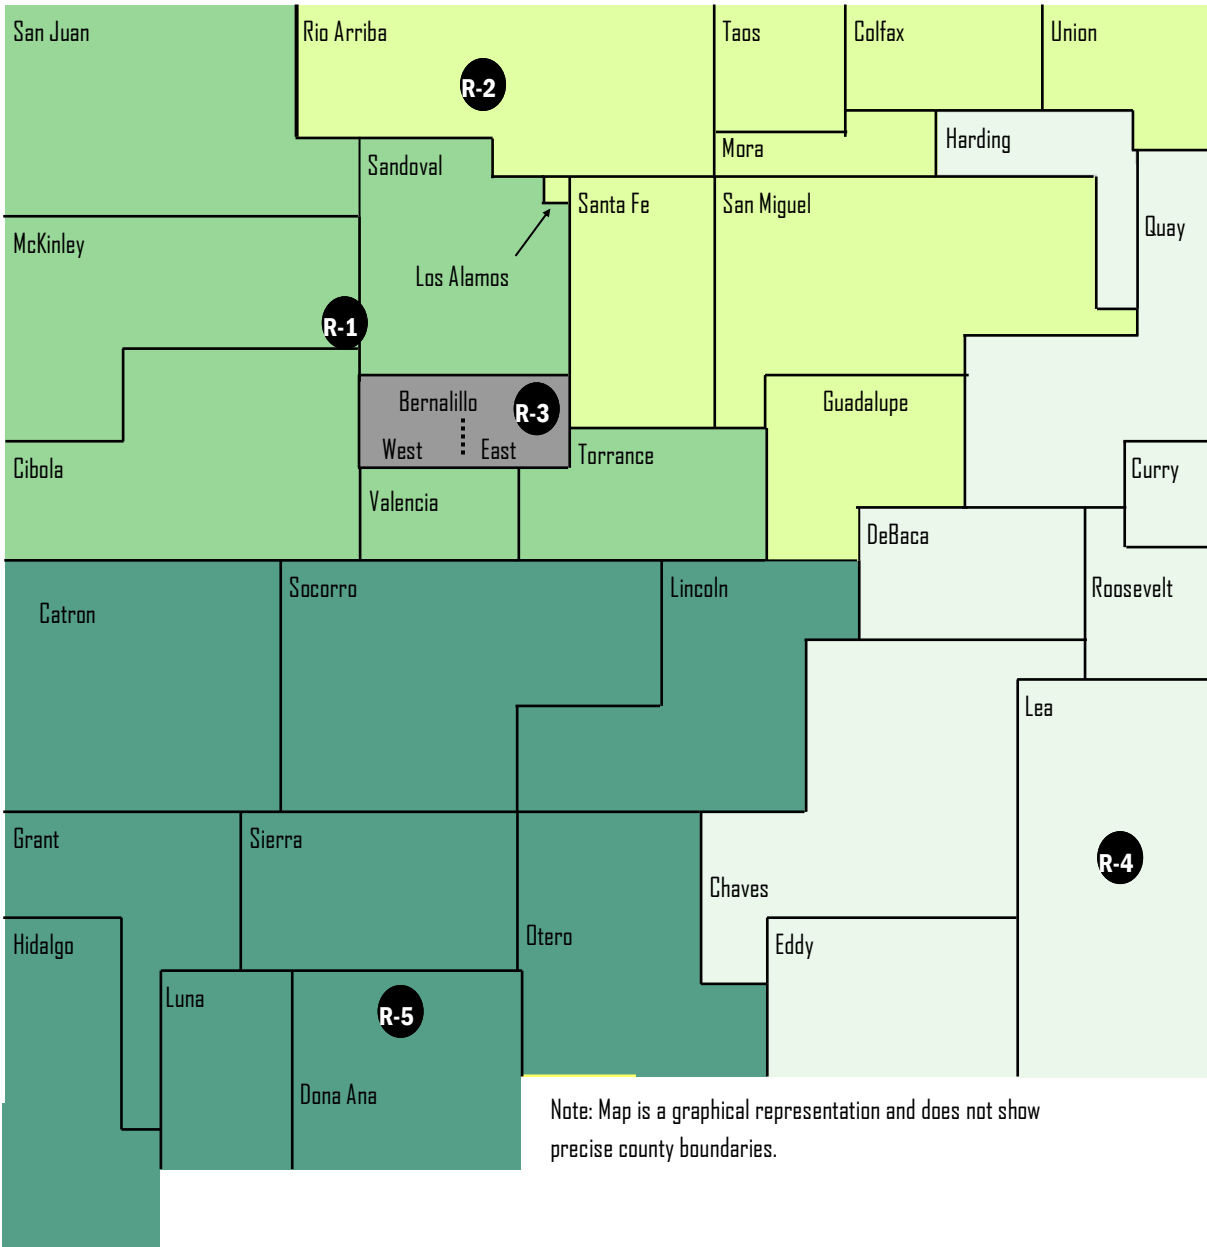 San Juan
Rio Arriba
Taos
Colfax
Union
R-2
Mora
Harding
Sandoval
Santa Fe
San Miguel
Quay
McKinley
Los Alamos
R-1
Bernalillo
R-3
Guadalupe
West
East
Torrance
Cibola
Curry
Valencia
DeBaca
Socorro
Lincoln
Roosevelt
Catron
Lea
Grant
Sierra
R-4
Chaves
Otero
Hidalgo
Eddy
Luna
R-5
Dona Ana
Note: Map is a graphical representation and does not show
precise county boundaries.